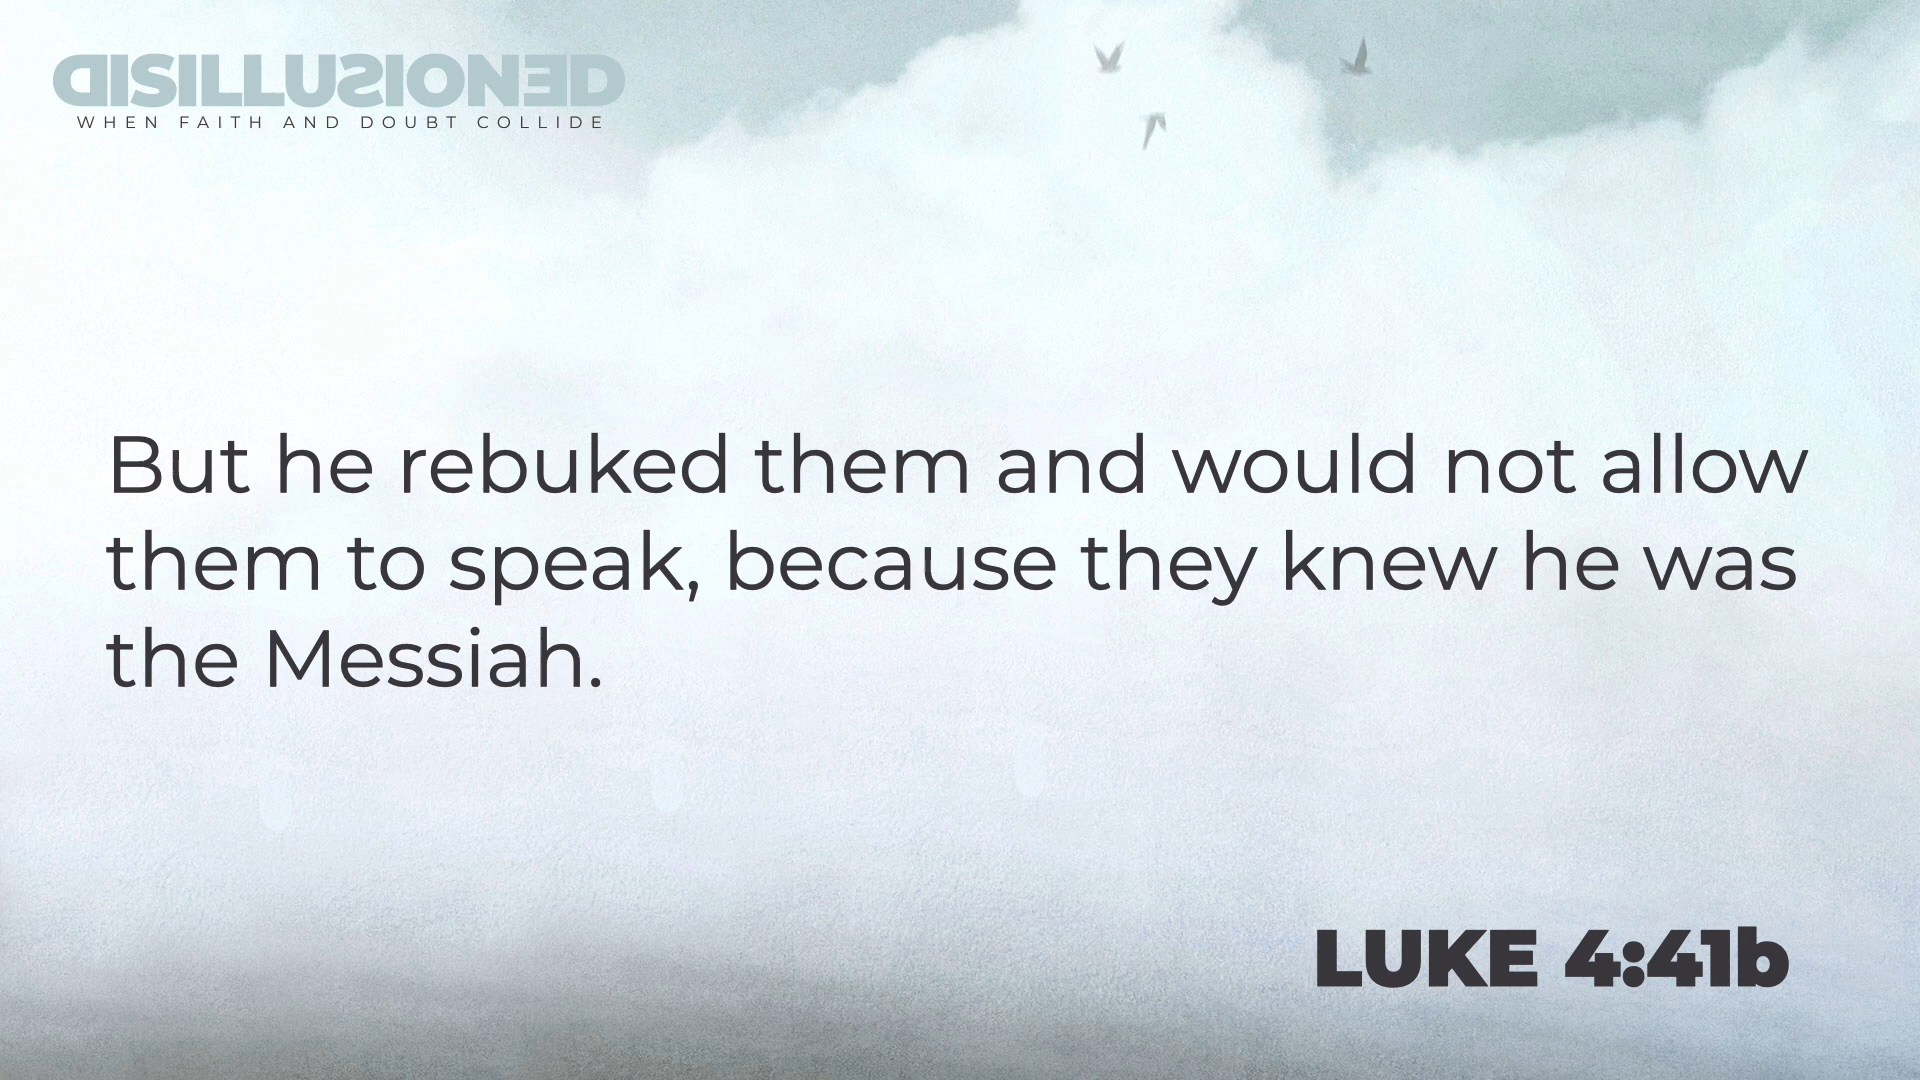 DISILLUSIONED
WHEN FAITH AND DOUBT COLLIDE
But he rebuked them and would not allow
them to speak, because they knew he was
the Messiah.
LUKE 4:41b